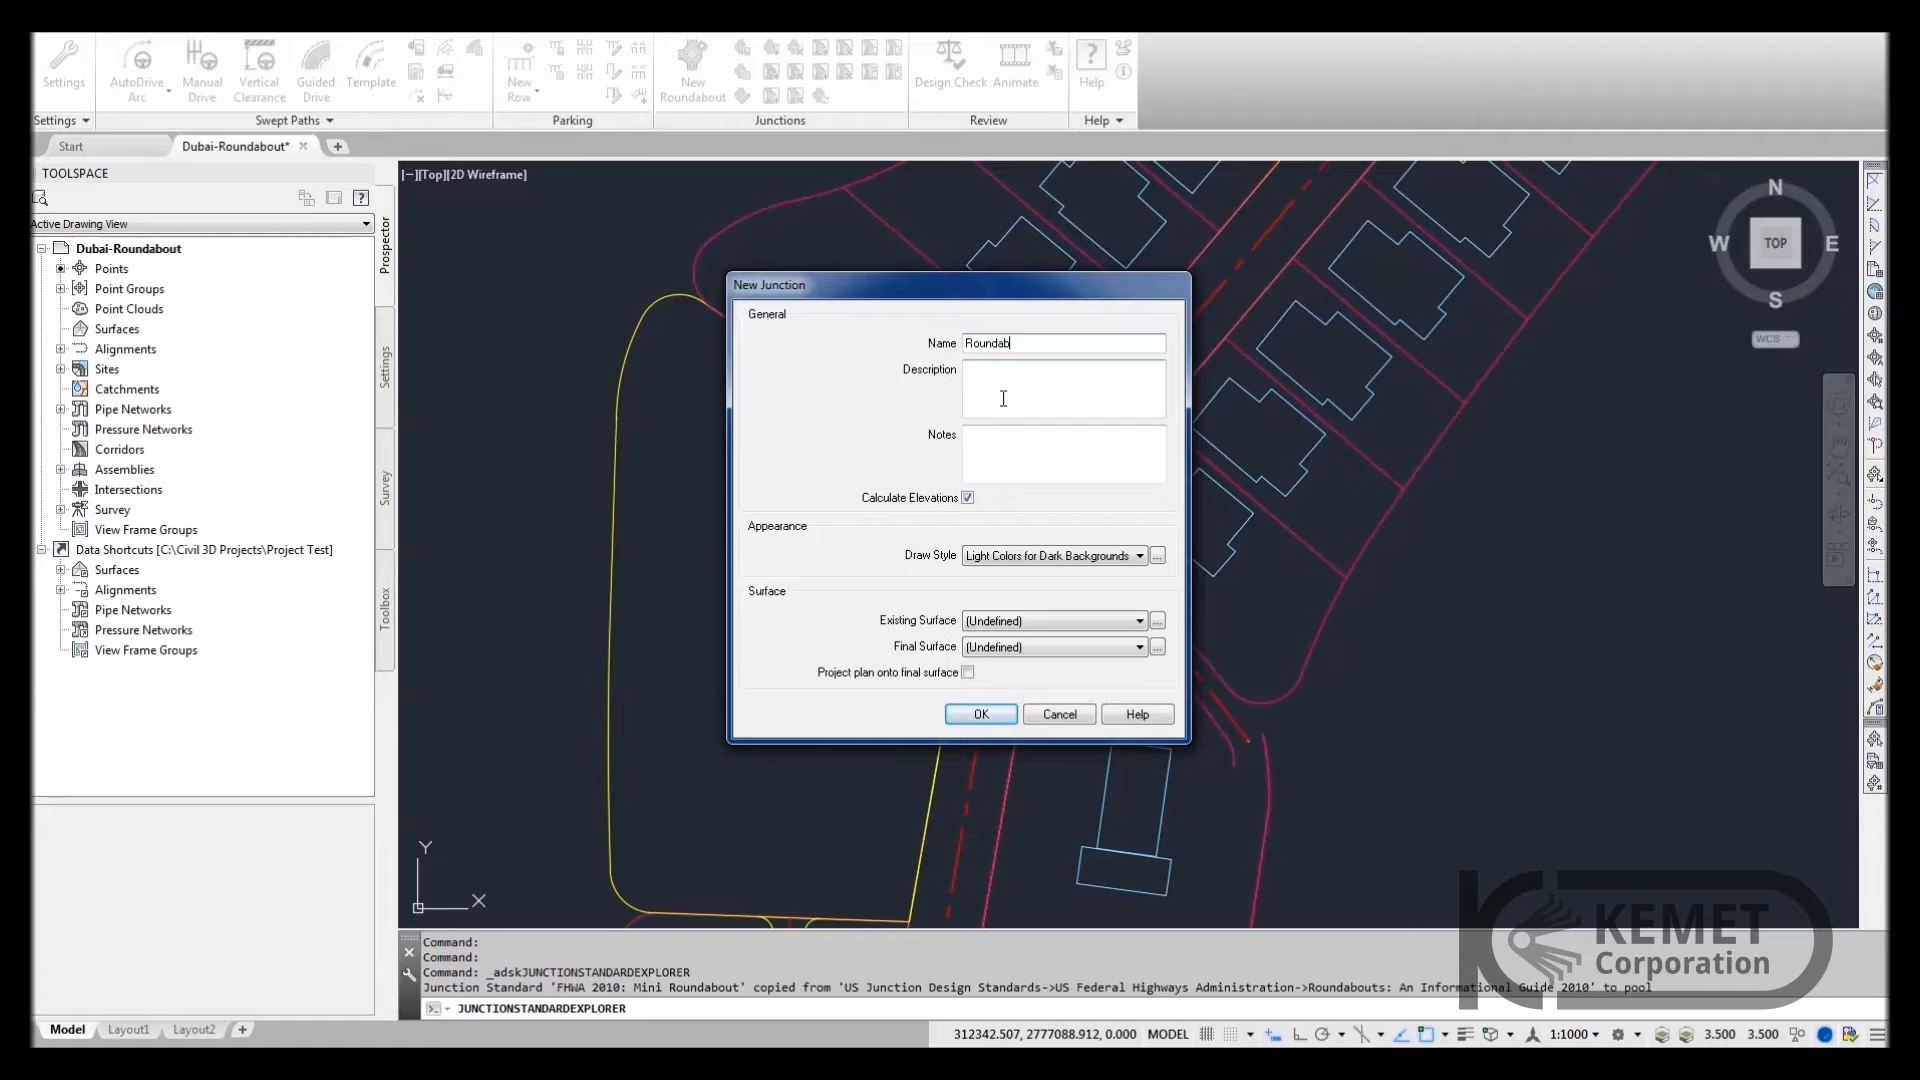 Settings
AutoDrive
Arc
Manual
Drive
Vertical
Clearance
Guided
Drive
Template
New
Row
New
Roundabout
Design Check
Animate
Help
Settings
Swept Paths
Parking
Junctions
Review
Help
Start
Dubai-Roundabout*
TOOLSPACE
Active Drawing View
Dubai-Roundabout
Points
Point Groups
Point Clouds
Surfaces
Alignments
Sites
Catchments
Pipe Networks
Pressure Networks
Corridors
Assemblies
Intersections
Survey
View Frame Groups
Data Shortcuts [C:\Civil 3D Projects\Project Test]
Surfaces
Alignments
Pipe Networks
Pressure Networks
View Frame Groups
Prospector
Settings
Survey
Toolbox
[−][Top][2D Wireframe]
N
W
TOP
E
S
WCS
New Junction
General
Name Roundab
Description
Notes
Calculate Elevations
Appearance
Draw Style Light Colors for Dark Backgrounds ...
Surface
Existing Surface (Undefined) ...
Final Surface (Undefined) ...
Project plan onto final surface
OK Cancel Help
Y
X
KEMET
Corporation
Command:
Command:
Command: _adskJUNCTIONSTANDARDEXPLORER
Junction Standard 'FHWA 2010: Mini Roundabout' copied from 'US Junction Design Standards->US Federal Highways Administration->Roundabouts: An Informational Guide 2010' to pool
JUNCTIONSTANDARDEXPLORER
Model Layout1 Layout2 +
312342.507, 2777088.912, 0.000 MODEL 1:1000 3.500 3.500